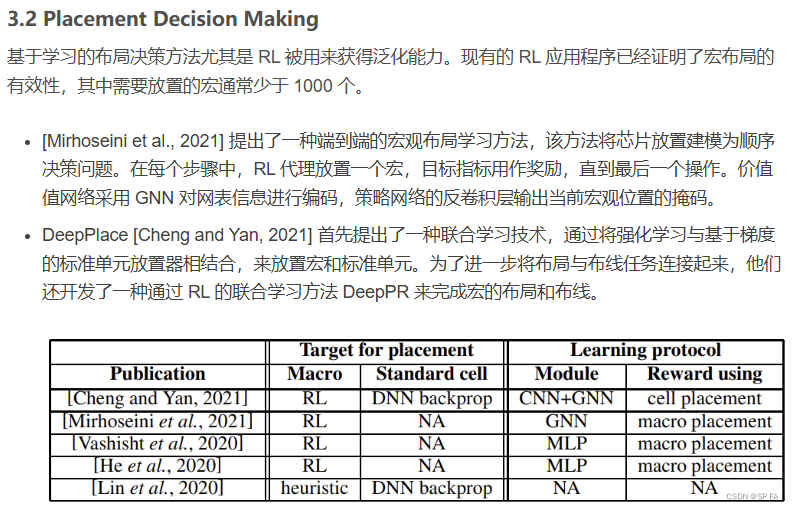 3.2 Placement Decision Making
基于学习的布局决策方法尤其是 RL 被用来获得泛化能力。现有的 RL 应用程序已经证明了宏布局的
有效性，其中需要放置的宏通常少于 1000 个。
• [Mirhoseini et al., 2021] 提出了一种端到端的宏观布局学习方法，该方法将芯片放置建模为顺序
决策问题。在每个步骤中，RL 代理放置一个宏，目标指标用作奖励，直到最后一个操作。价值
值网络采用 GNN 对网表信息进行编码，策略网络的反卷积层输出当前宏观位置的掩码。
• DeepPlace [Cheng and Yan, 2021] 首先提出了一种联合学习技术，通过将强化学习与基于梯度
的标准单元放置器相结合，来放置宏和标准单元。为了进一步将布局与布线任务连接起来，他们
还开发了一种通过 RL 的联合学习方法 DeepPR 来完成宏的布局和布线。
Target for placement Learning protocol
Publication Macro Standard cell Module Reward using
[Cheng and Yan, 2021] RL DNN backprop CNN+GNN cell placement
[Mirhoseini et al., 2021] RL NA GNN macro placement
[Vashisht et al., 2020] RL NA MLP macro placement
[He et al., 2020] RL NA MLP macro placement
[Lin et al., 2020] heuristic DNN backprop NA NA
CSDN @SP FA